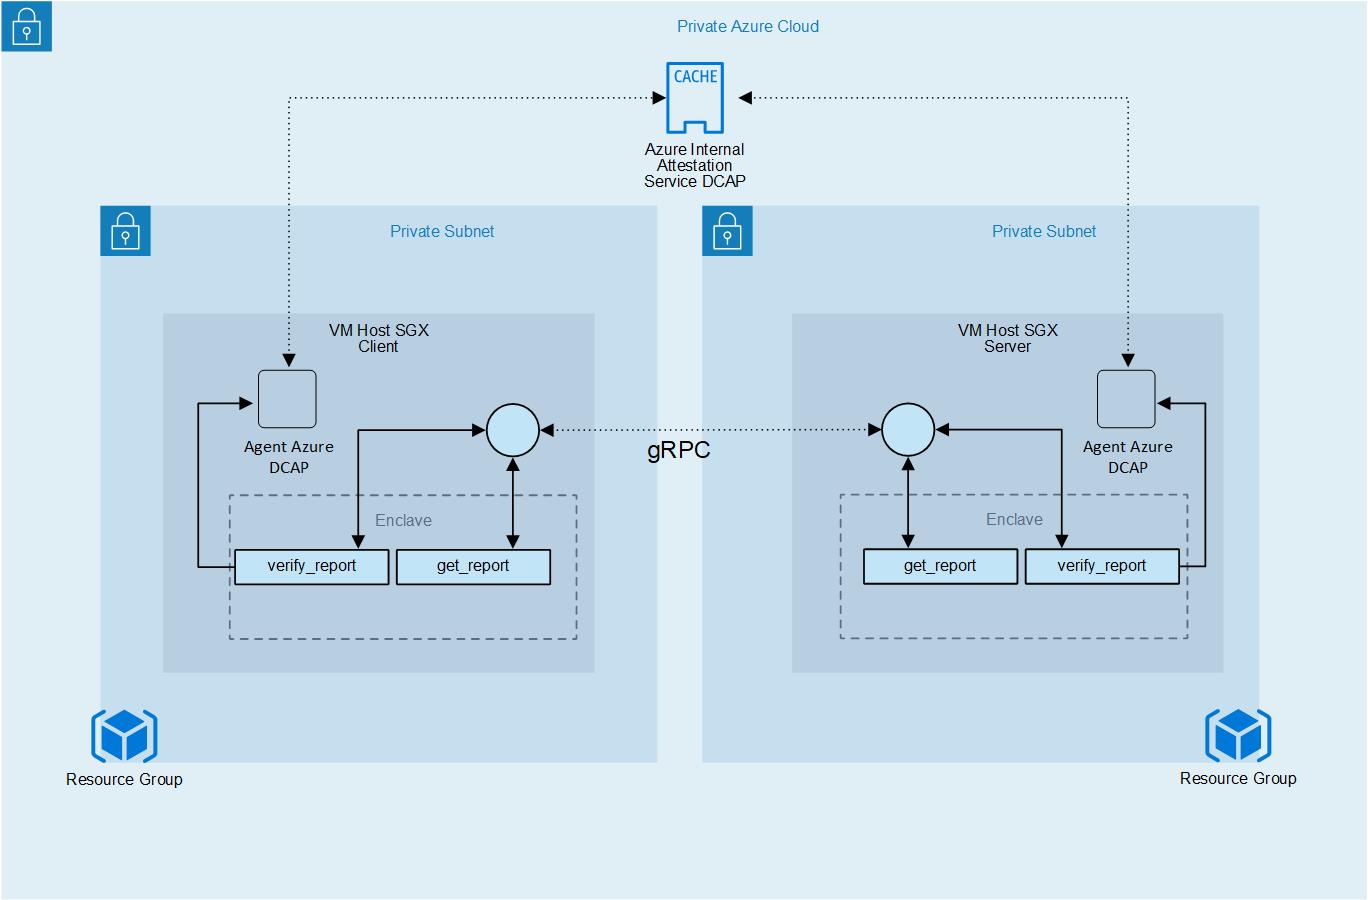 Private Azure Cloud
CACHE
Azure Internal
Attestation
Service DCAP
Private Subnet
VM Host SGX
Client
Agent Azure
DCAP
Enclave
verify_report
get_report
Resource Group
gRPC
Private Subnet
VM Host SGX
Server
Agent Azure
DCAP
Enclave
get_report
verify_report
Resource Group